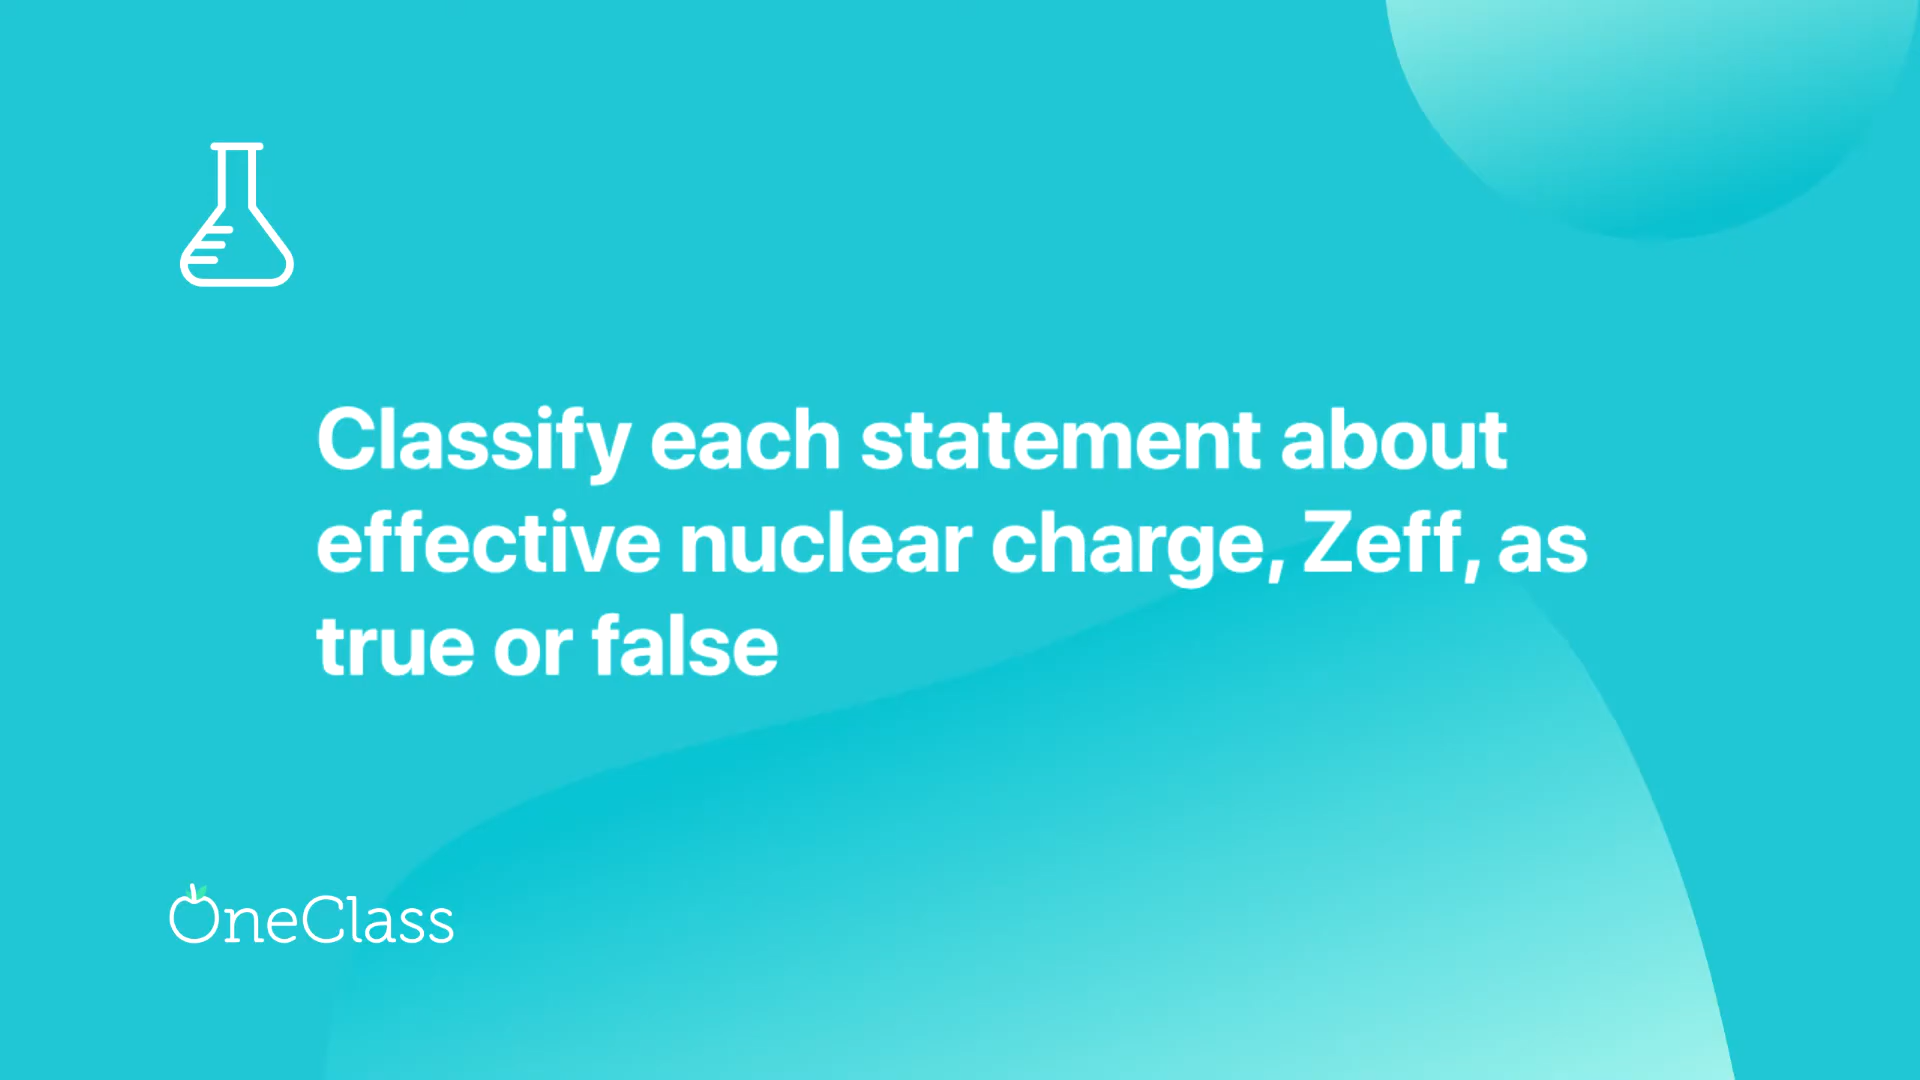 Classify each statement about
effective nuclear charge, Zeff, as
true or false
OneClass